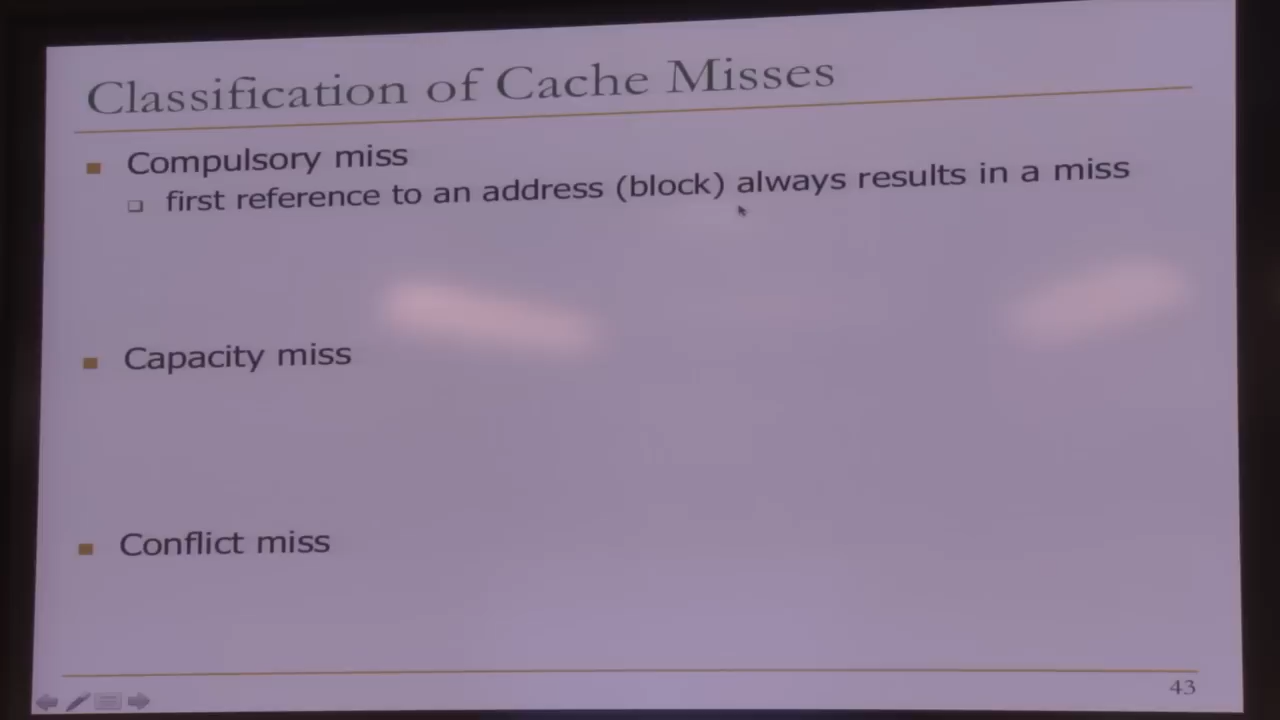 Classification of Cache Misses
Compulsory miss
first reference to an address (block) always results in a miss
Capacity miss
Conflict miss
43